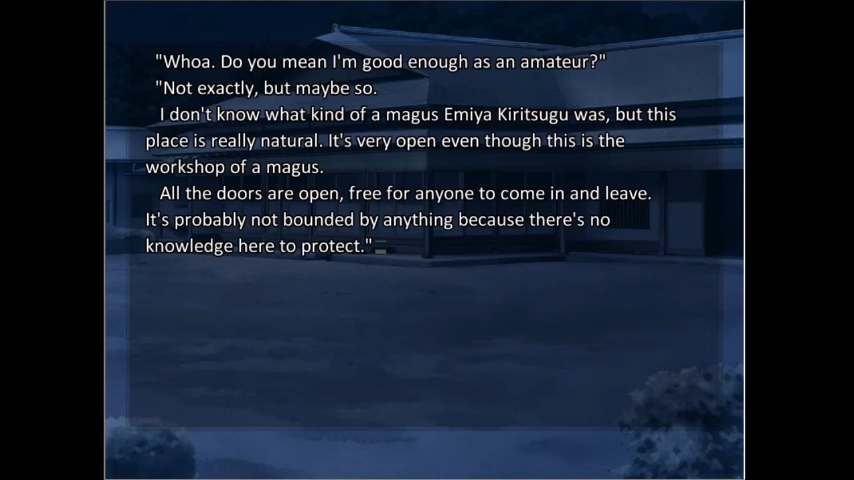 "Whoa. Do you mean I'm good enough as an amateur?"
"Not exactly, but maybe so.
I don't know what kind of a magus Emiya Kiritsugu was, but this
place is really natural. It's very open even though this is the
workshop of a magus.
All the doors are open, free for anyone to come in and leave.
It's probably not bounded by anything because there's no
knowledge here to protect."